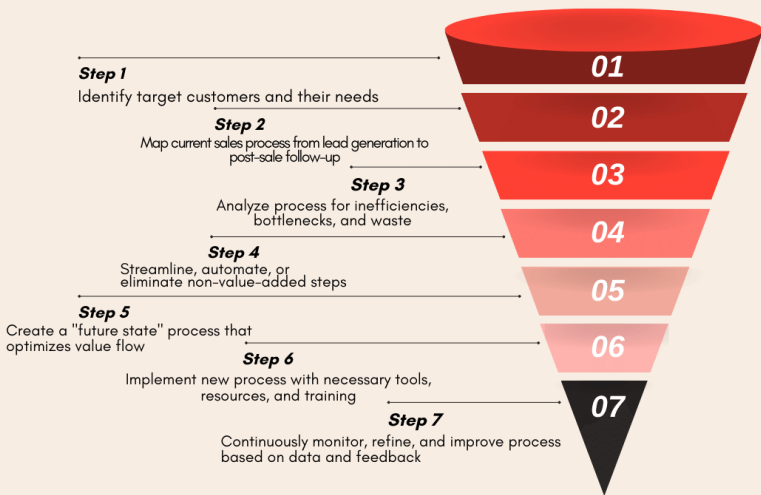 01
Step 1
Identify target customers and their needs
02
Step 2
Map current sales process from lead generation to
post-sale follow-up
03
Step 3
Analyze process for inefficiencies,
bottlenecks, and waste
04
Step 4
Streamline, automate, or
eliminate non-value-added steps
05
Step 5
Create a "future state" process that
optimizes value flow
06
Step 6
Implement new process with necessary tools,
resources, and training
07
Step 7
Continuously monitor, refine, and improve process
based on data and feedback